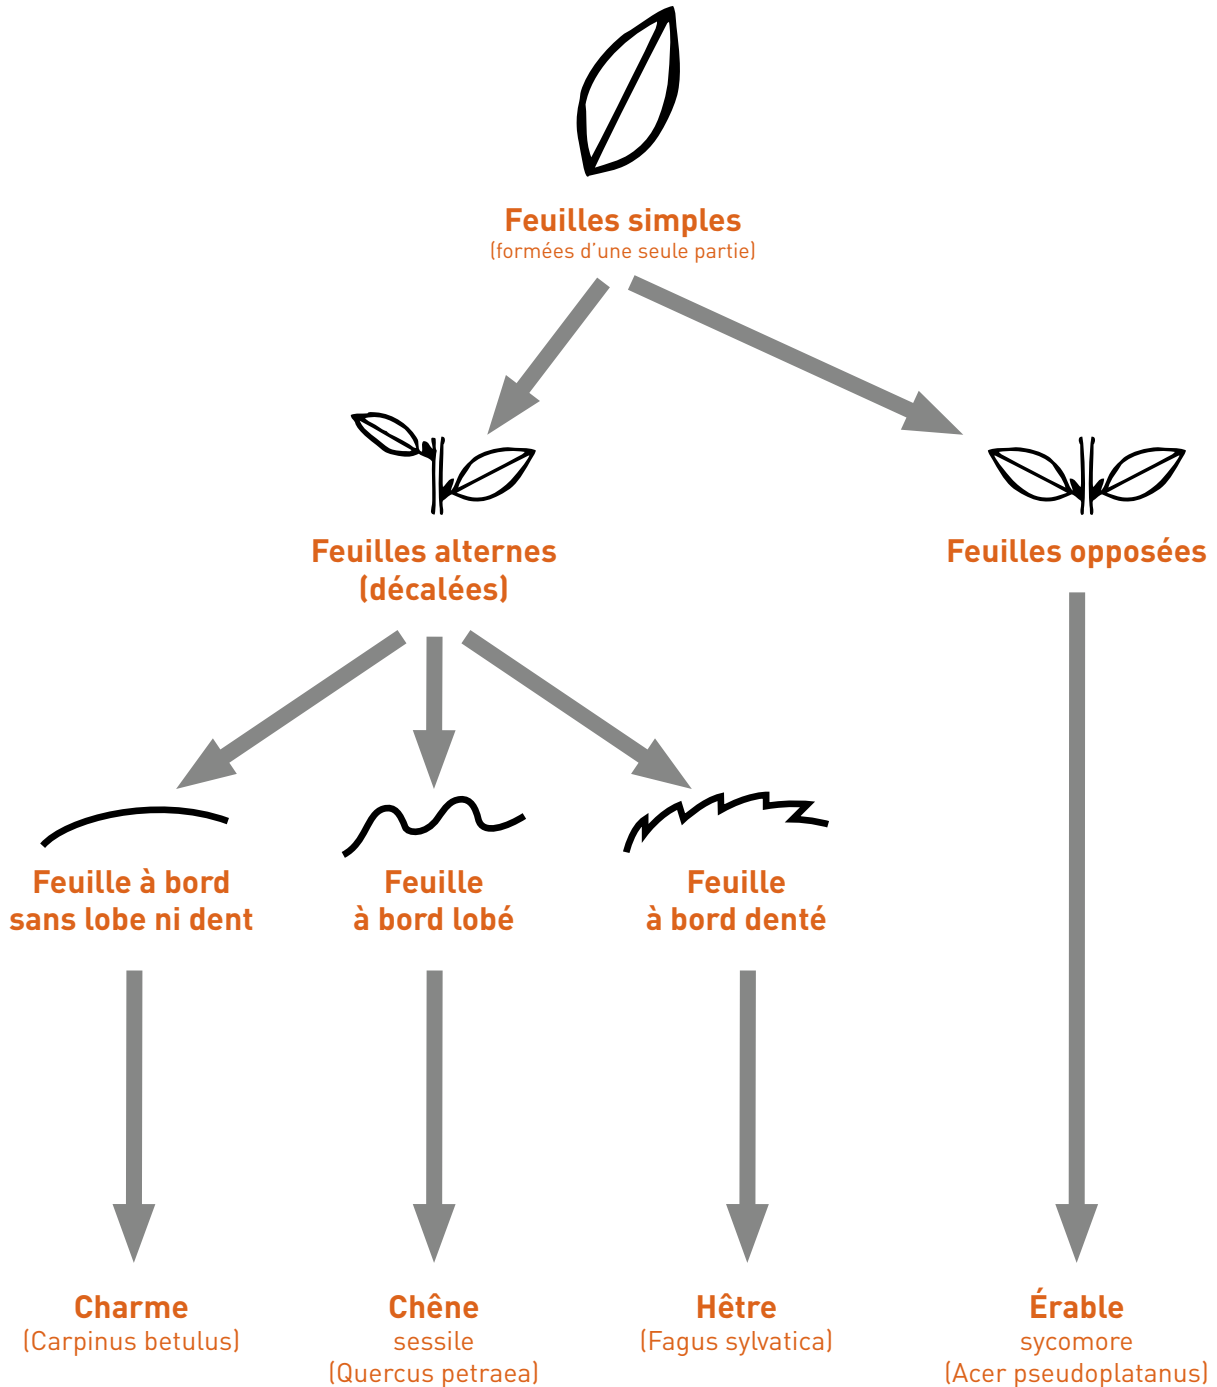 Feuilles simples
(formées d'une seule partie)
Feuilles alternes
(décalées)
Feuilles opposées
Feuille à bord
sans lobe ni dent
Feuille
à bord lobé
Feuille
à bord denté
Charme
(Carpinus betulus)
Chêne
sessile
(Quercus petraea)
Hêtre
(Fagus sylvatica)
Érable
sycomore
(Acer pseudoplatanus)